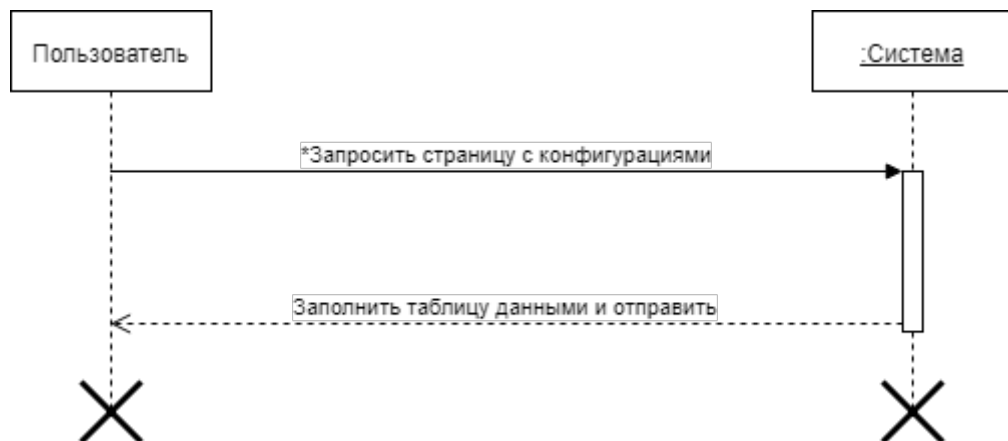 Пользователь
:Система
*Запросить страницу с конфигурациями
Заполнить таблицу данными и отправить